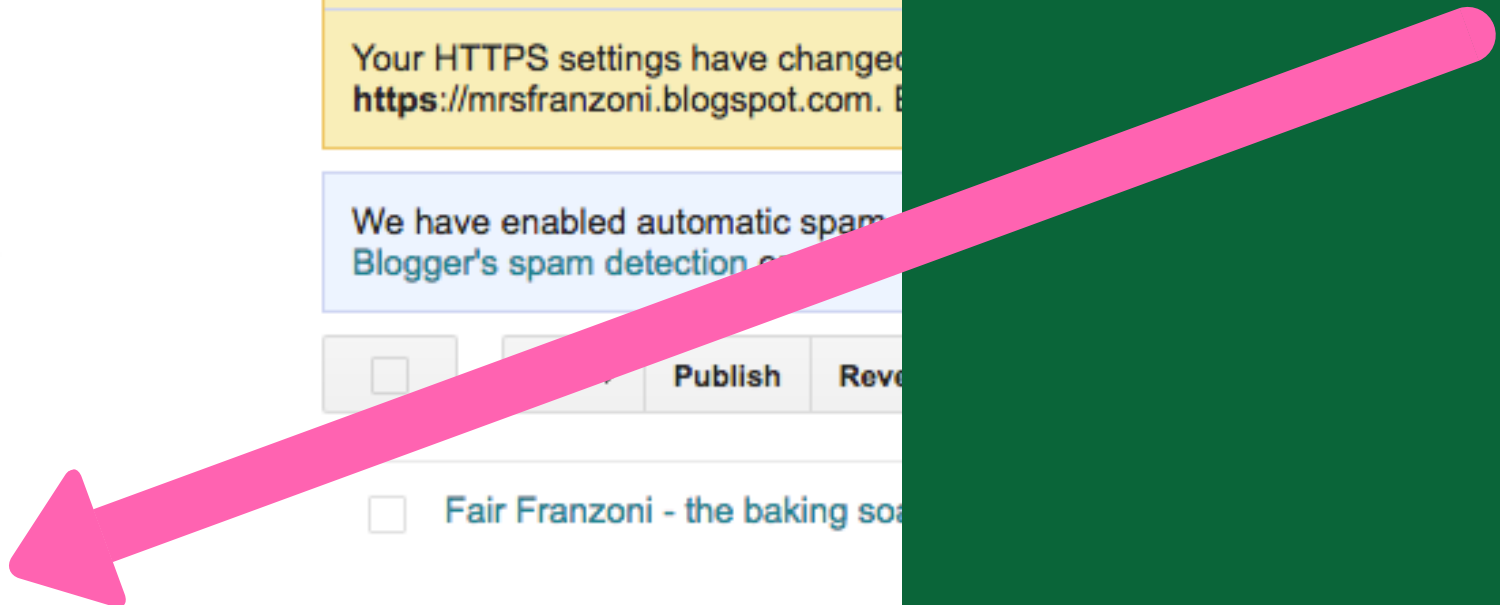 Your HTTPS settings have changed
https://mrsfranzoni.blogspot.com.
We have enabled automatic spam
Blogger's spam detection
Publish
Fair Franzoni - the baking